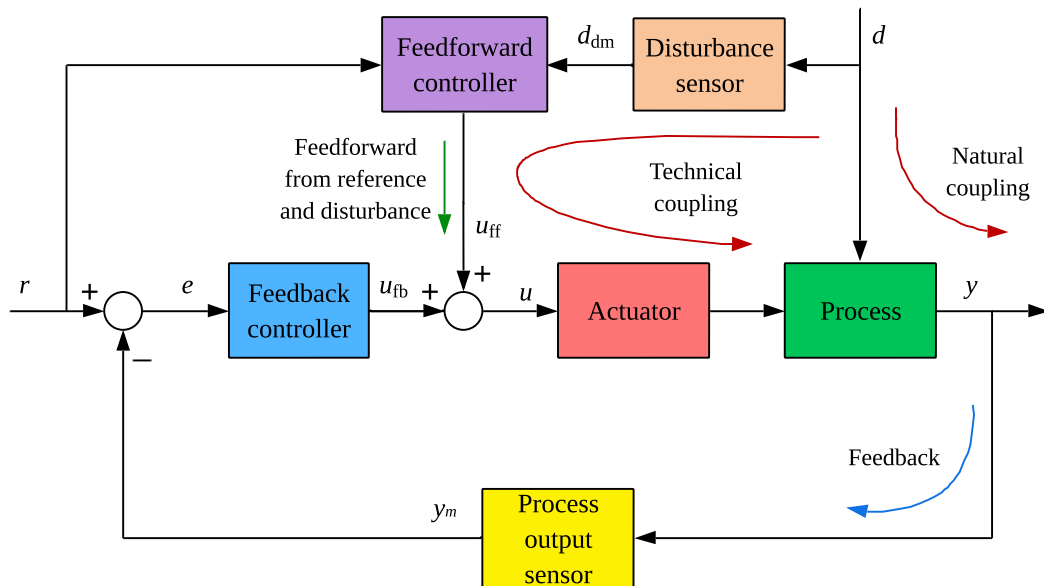 Feedforward
controller
d_dm
Disturbance
sensor
d
Feedforward
from reference
and disturbance
Technical
coupling
Natural
coupling
u_ff
+
r
+
e
Feedback
controller
u_fb
+
u
Actuator
Process
y
−
Feedback
y_m
Process
output
sensor